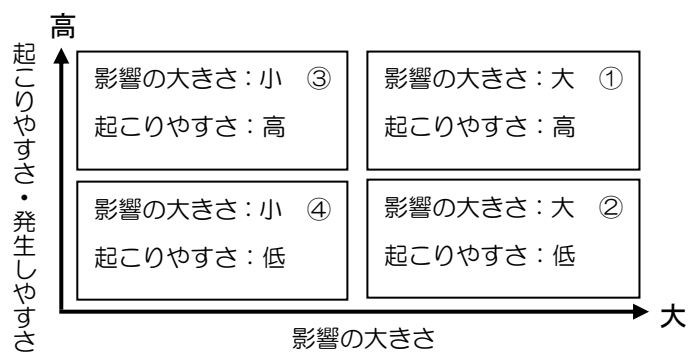 高
起こりやすさ・発生しやすさ
影響の大きさ：小 ③
起こりやすさ：高
影響の大きさ：大 ①
起こりやすさ：高
影響の大きさ：小 ④
起こりやすさ：低
影響の大きさ：大 ②
起こりやすさ：低
大
影響の大きさ